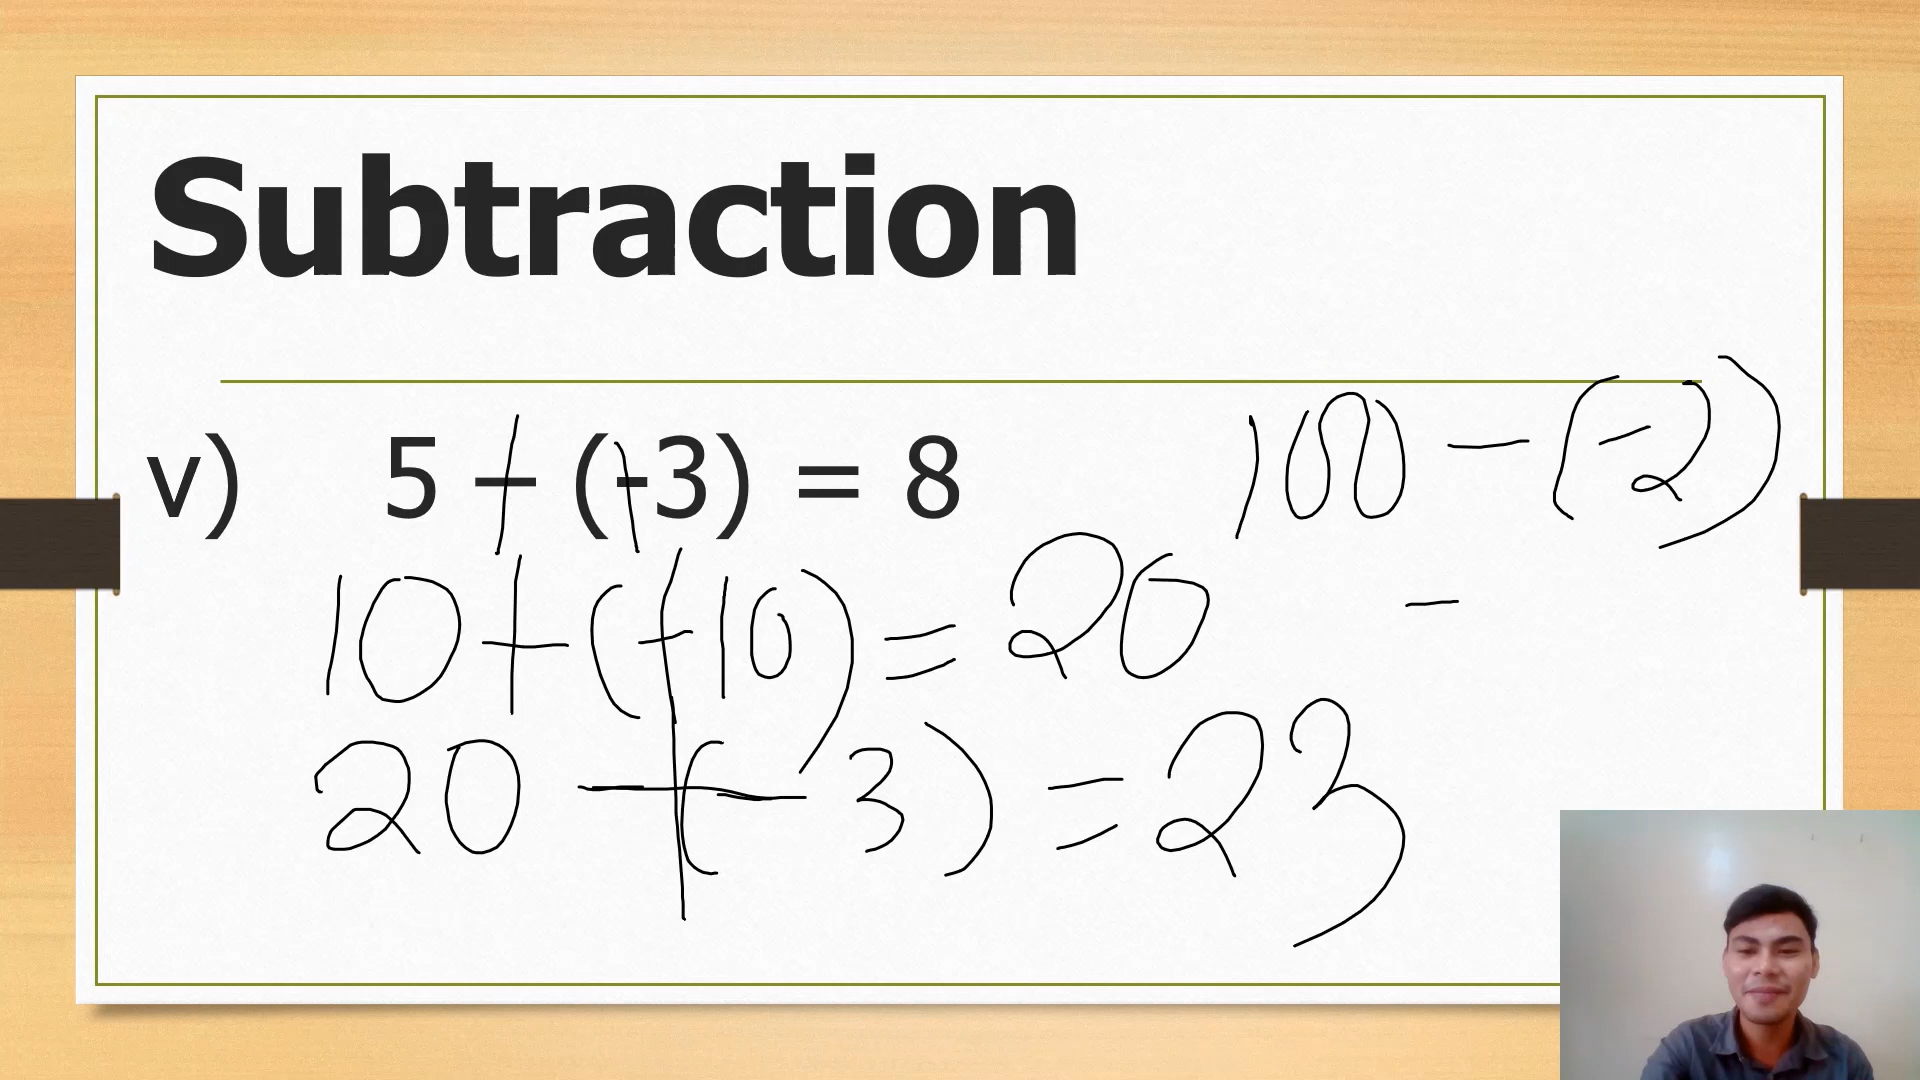 Subtraction
v) 5 – (-3) = 8
100 - (-2)
10 + (+10) = 20
-
20 + (- 3) = 23